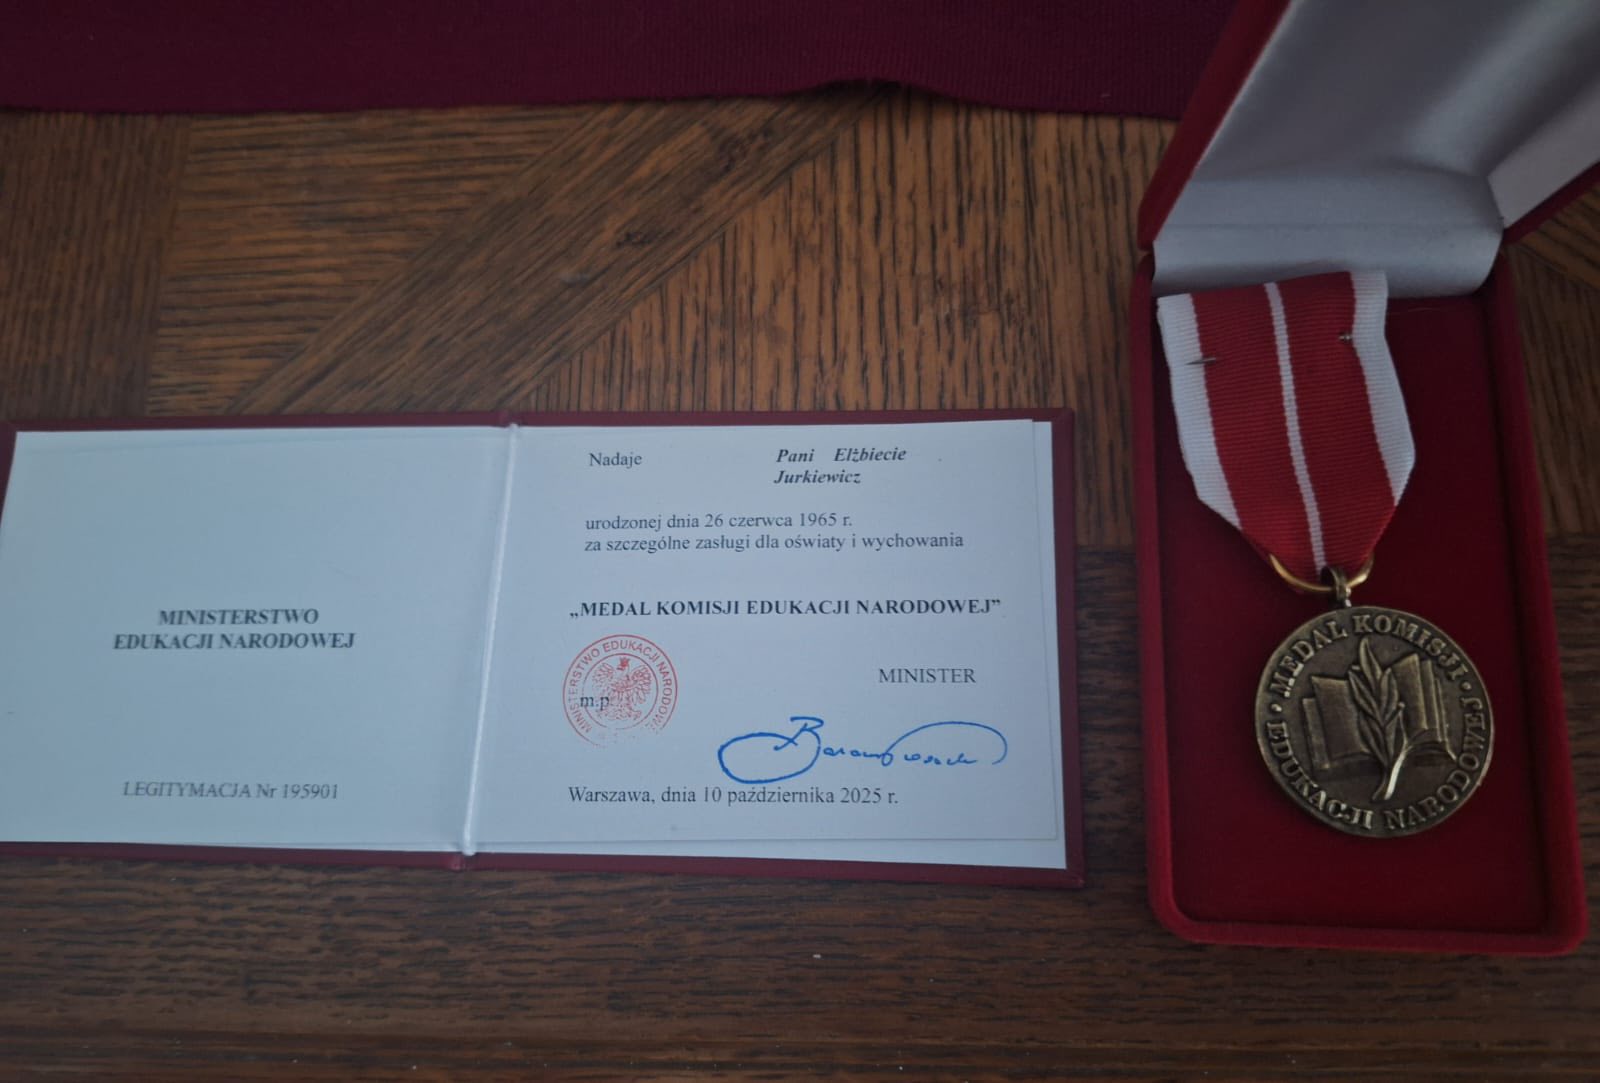 MINISTERSTWO
EDUKACJI NARODOWEJ
LEGITYMACJA Nr 195901
Nadaje Pani Elżbiecie
Jurkiewicz
urodzonej dnia 26 czerwca 1965 r.
za szczególne zasługi dla oświaty i wychowania
„MEDAL KOMISJI EDUKACJI NARODOWEJ”
MINISTERSTWO EDUKACJI NARODOWEJ
m.p.
MINISTER
Warszawa, dnia 10 października 2025 r.
MEDAL KOMISJI
EDUKACJI NARODOWEJ